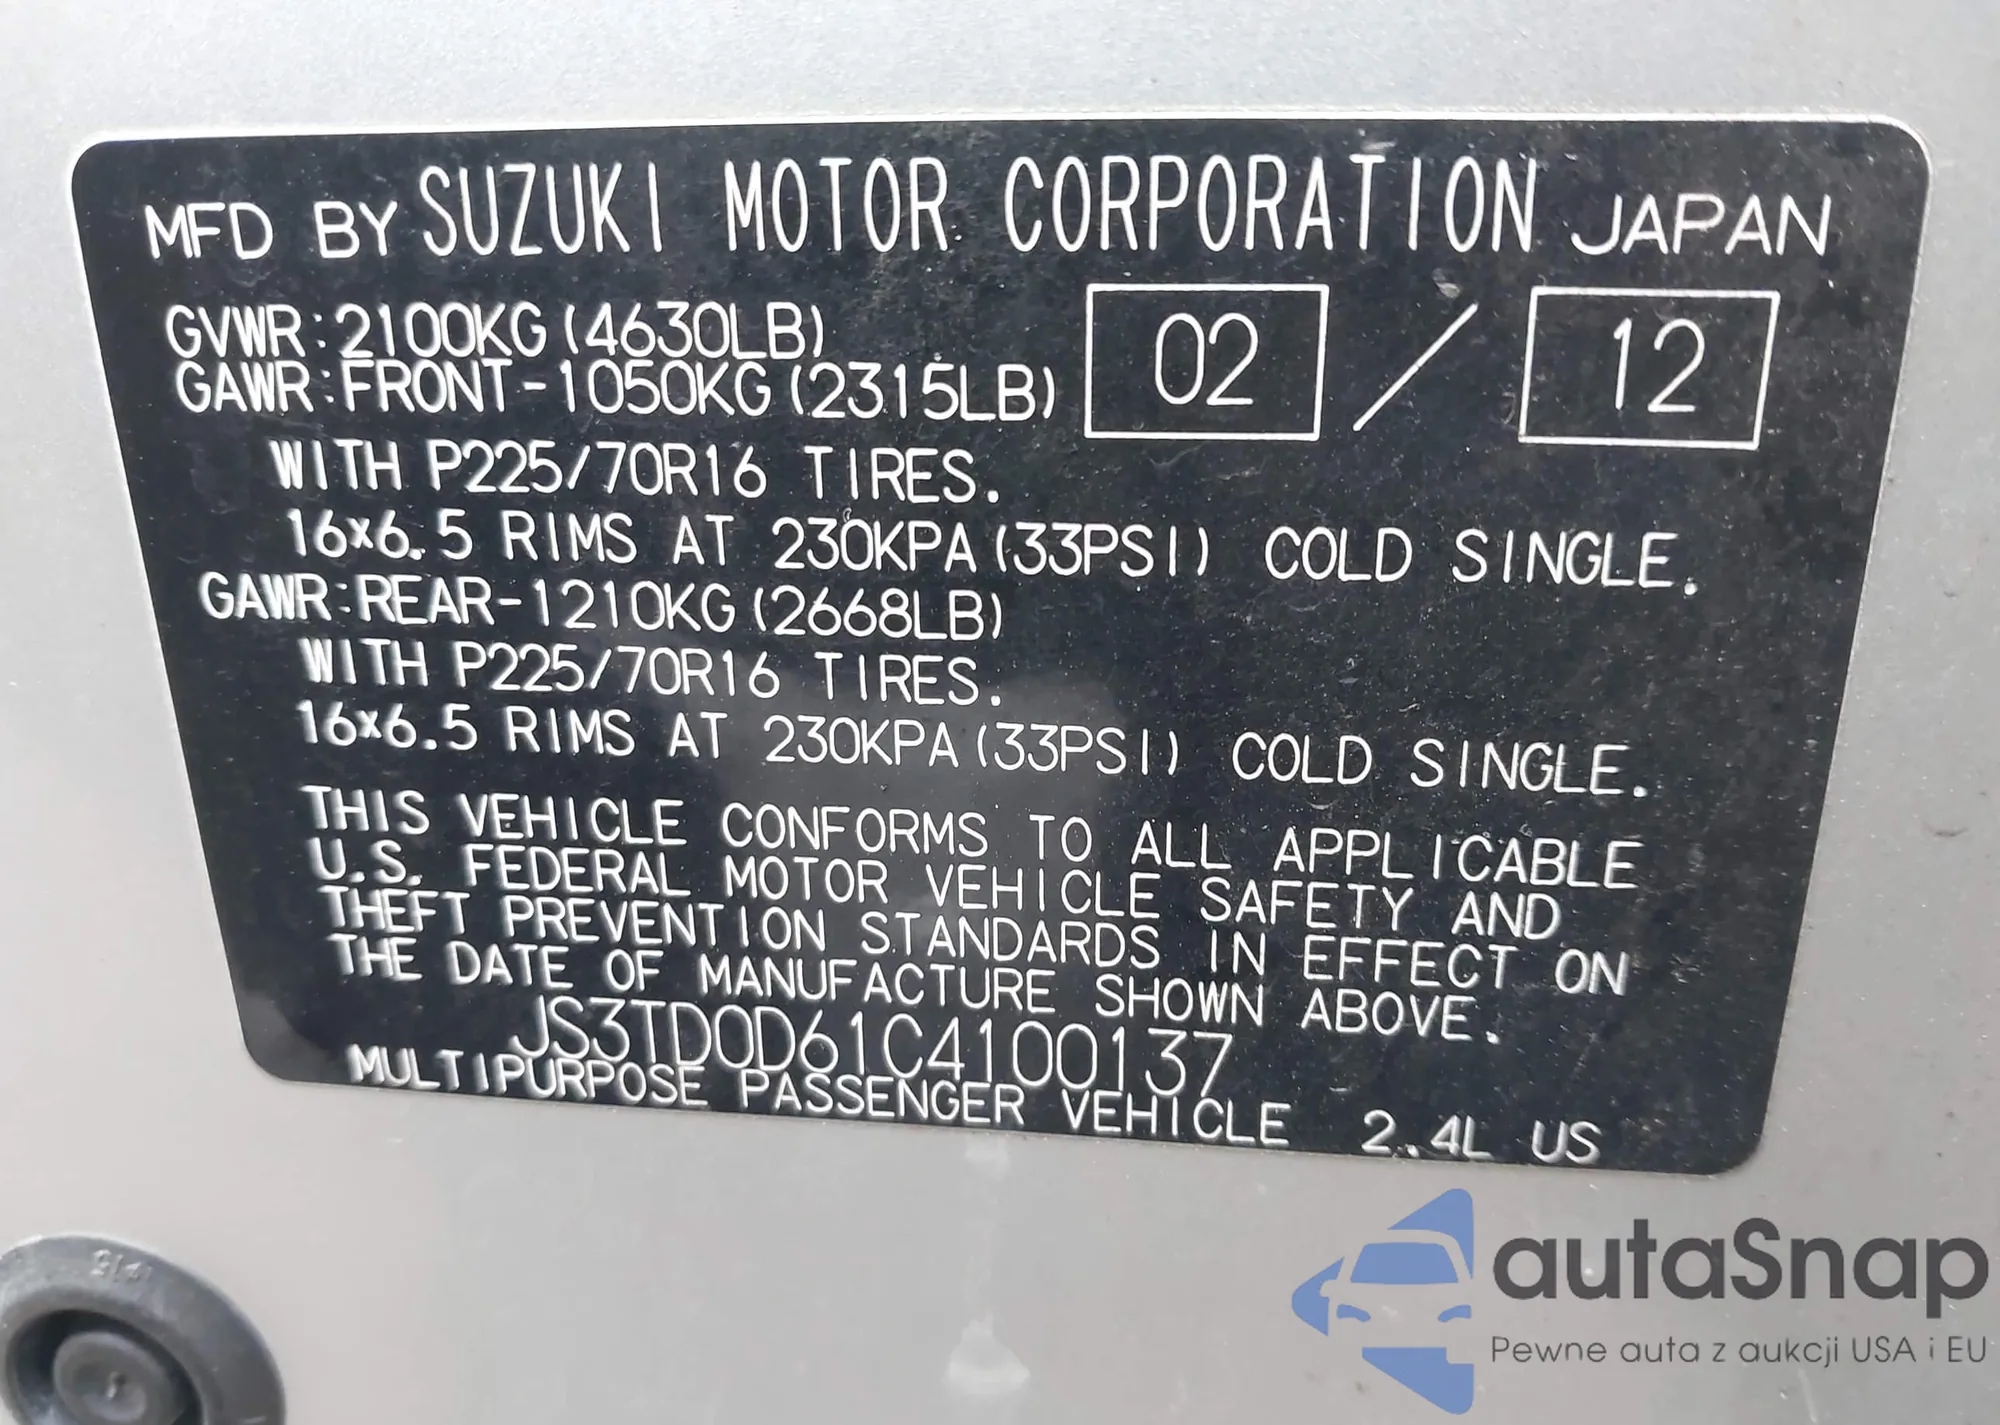 MFD BY SUZUKI MOTOR CORPORATION JAPAN
GVWR:2100KG(4630LB)
02 / 12
GAWR:FRONT-1050KG(2315LB)
WITH P225/70R16 TIRES.
16x6.5 RIMS AT 230KPA(33PSI) COLD SINGLE.
GAWR:REAR-1210KG(2668LB)
WITH P225/70R16 TIRES.
16x6.5 RIMS AT 230KPA(33PSI) COLD SINGLE.
THIS VEHICLE CONFORMS TO ALL APPLICABLE
U.S. FEDERAL MOTOR VEHICLE SAFETY AND
THEFT PREVENTION STANDARDS IN EFFECT ON
THE DATE OF MANUFACTURE SHOWN ABOVE.
JS3TD0D61C4100137
MULTIPURPOSE PASSENGER VEHICLE 2.4L US
autaSnap
Pewne auta z aukcji USA i EU